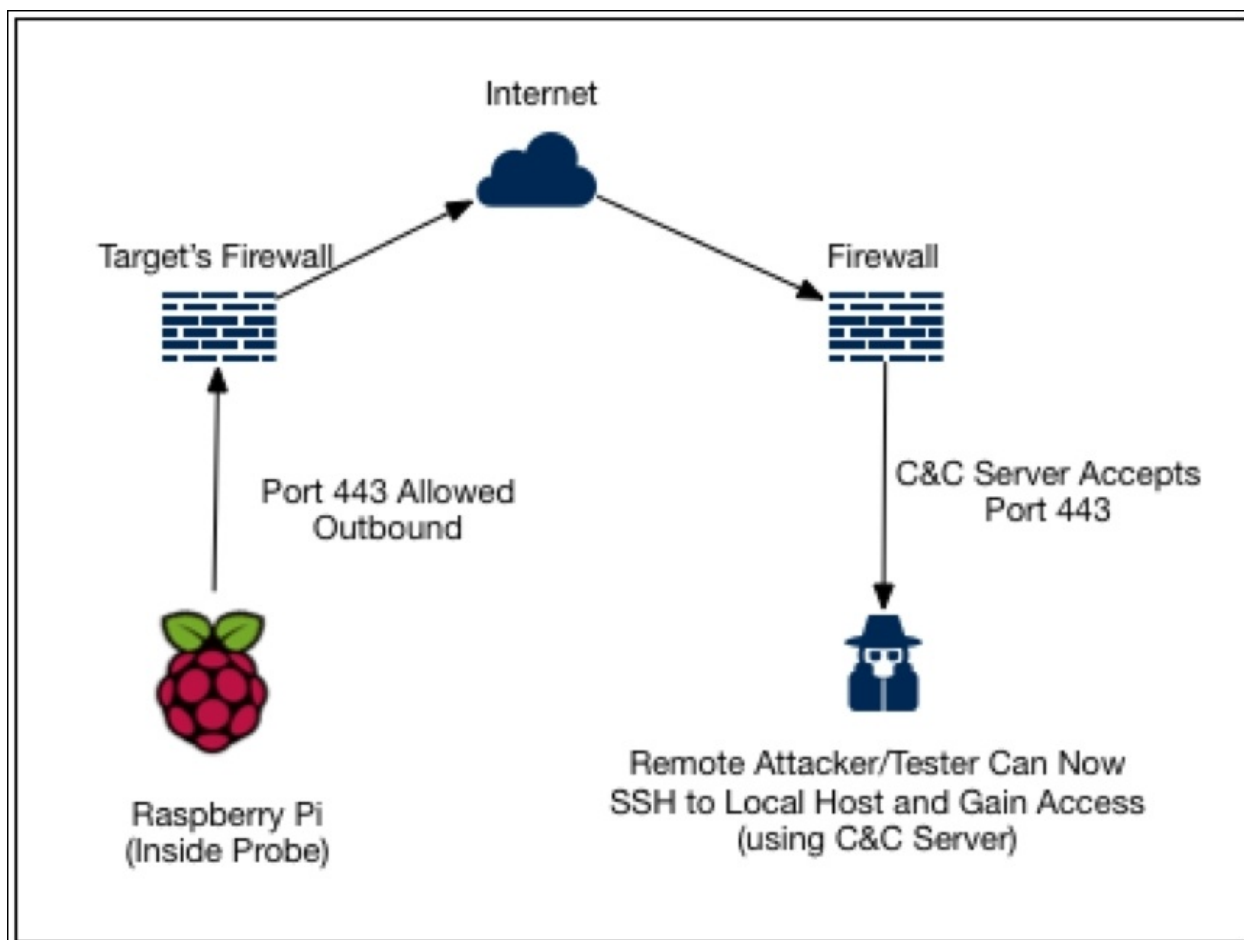 Internet
Target's Firewall
Firewall
Port 443 Allowed
Outbound
C&C Server Accepts
Port 443
Raspberry Pi
(Inside Probe)
Remote Attacker/Tester Can Now
SSH to Local Host and Gain Access
(using C&C Server)